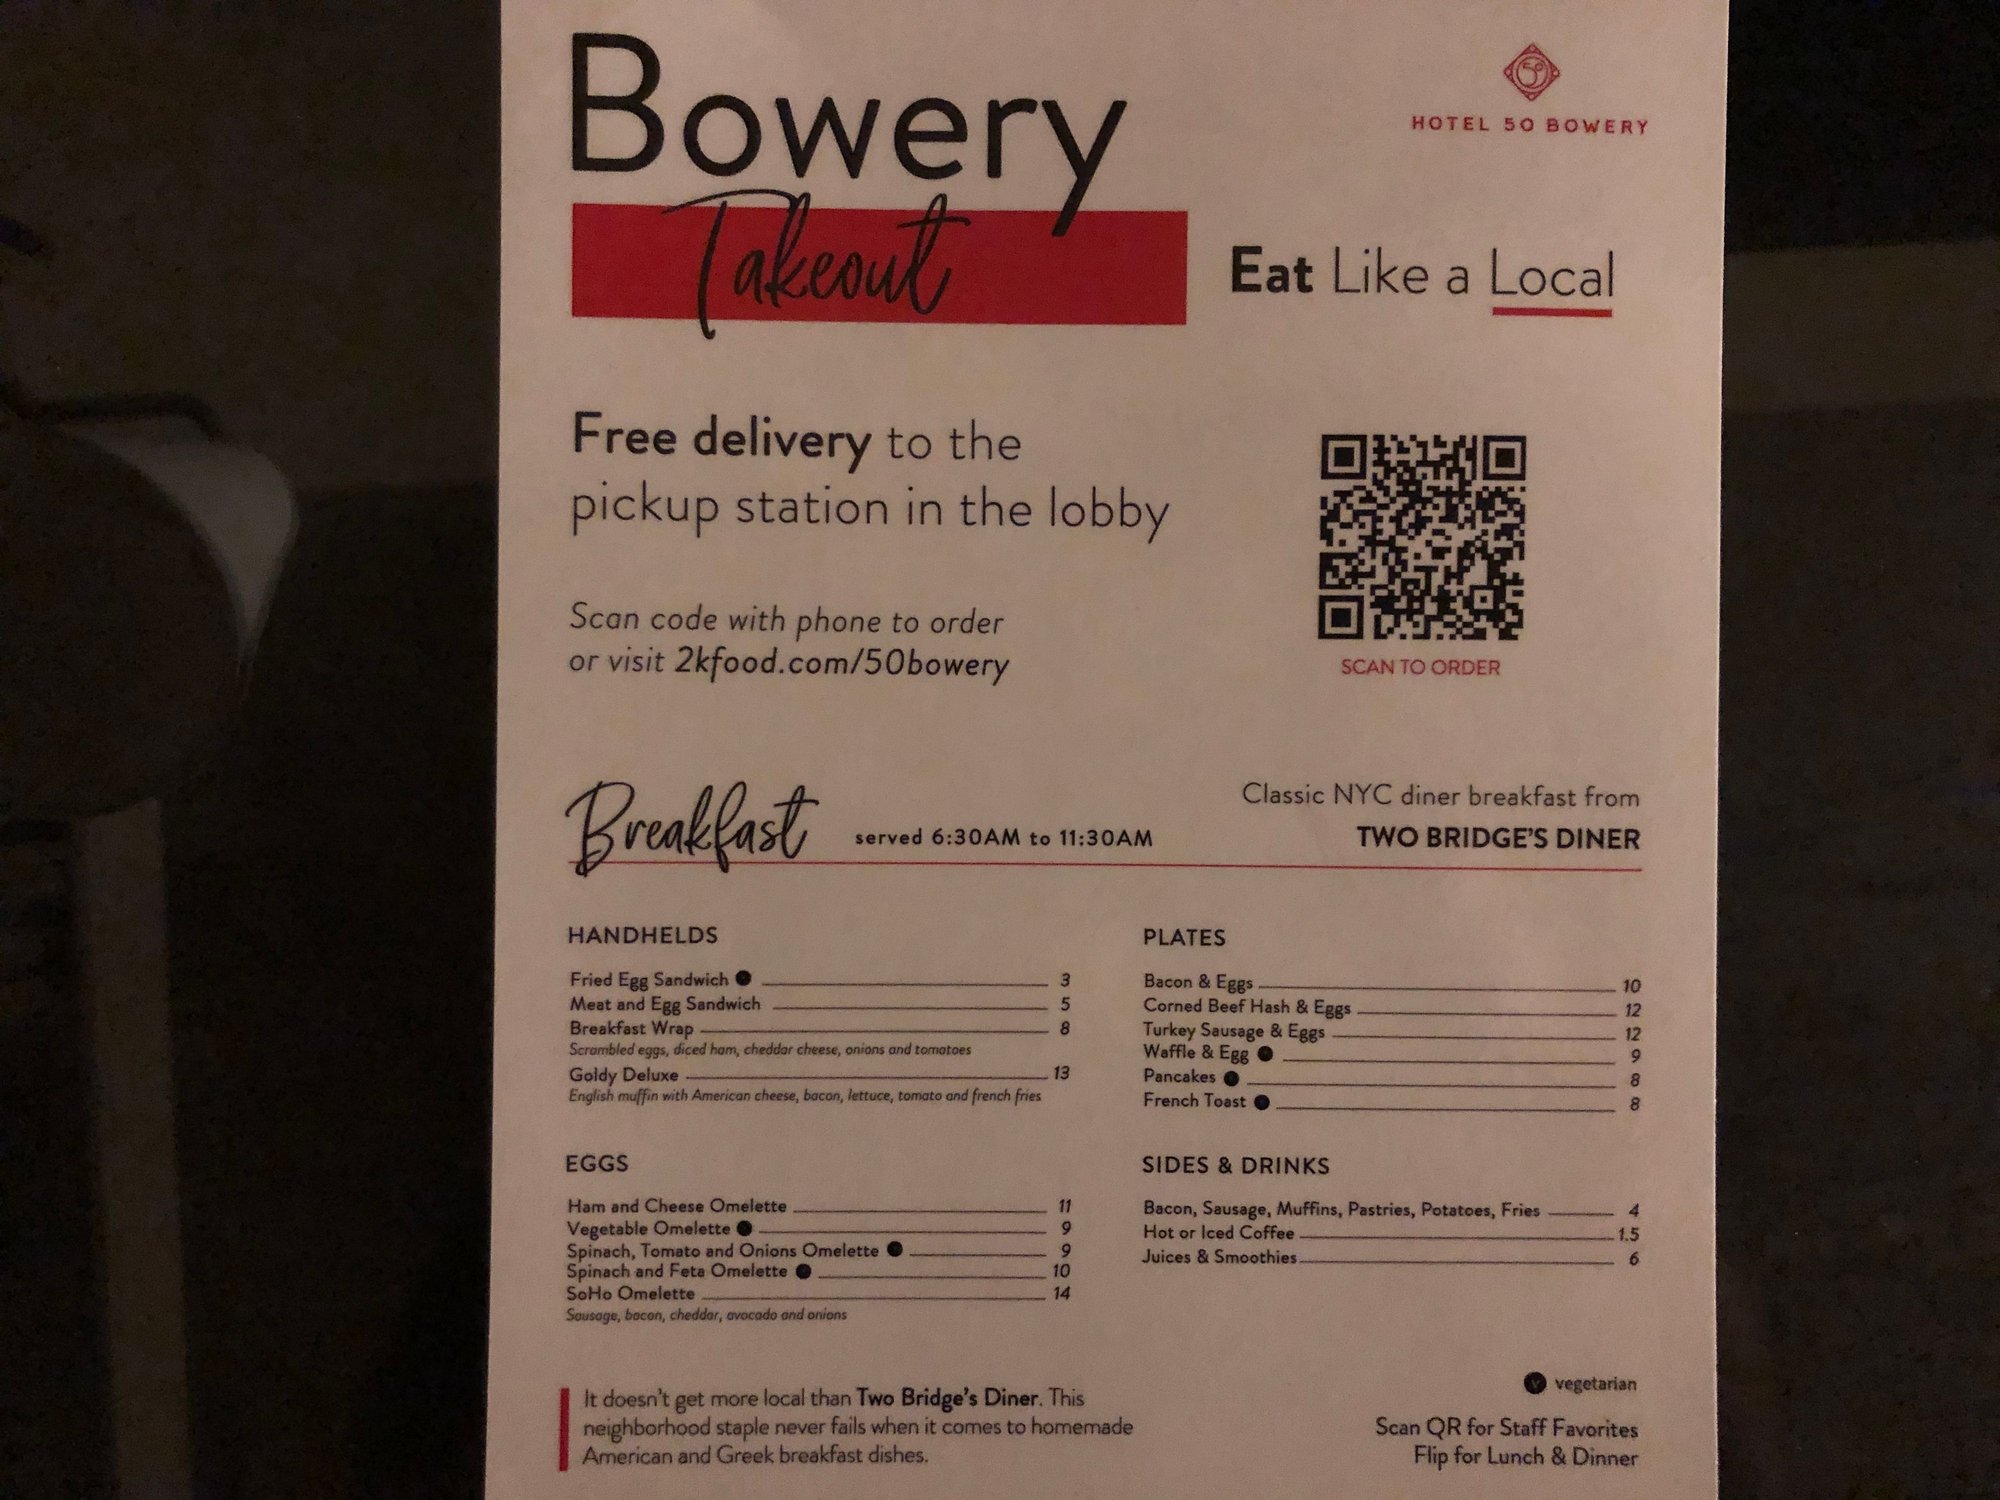 Bowery
Takeout
HOTEL 50 BOWERY
Eat Like a Local
Free delivery to the
pickup station in the lobby
Scan code with phone to order
or visit 2kfood.com/50bowery
SCAN TO ORDER
Breakfast served 6:30AM to 11:30AM
Classic NYC diner breakfast from
TWO BRIDGE'S DINER
HANDHELDS
Fried Egg Sandwich 3
Meat and Egg Sandwich 5
Breakfast Wrap 8
Scrambled eggs, diced ham, cheddar cheese, onions and tomatoes
Goldy Deluxe 13
English muffin with American cheese, bacon, lettuce, tomato and french fries
EGGS
Ham and Cheese Omelette 11
Vegetable Omelette 9
Spinach, Tomato and Onions Omelette 9
Spinach and Feta Omelette 10
SoHo Omelette 14
Sausage, bacon, cheddar, avocado and onions
PLATES
Bacon & Eggs 10
Corned Beef Hash & Eggs 12
Turkey Sausage & Eggs 12
Waffle & Egg 9
Pancakes 8
French Toast 8
SIDES & DRINKS
Bacon, Sausage, Muffins, Pastries, Potatoes, Fries 4
Hot or Iced Coffee 1.5
Juices & Smoothies 6
It doesn't get more local than Two Bridge's Diner. This
neighborhood staple never fails when it comes to homemade
American and Greek breakfast dishes.
V vegetarian
Scan QR for Staff Favorites
Flip for Lunch & Dinner